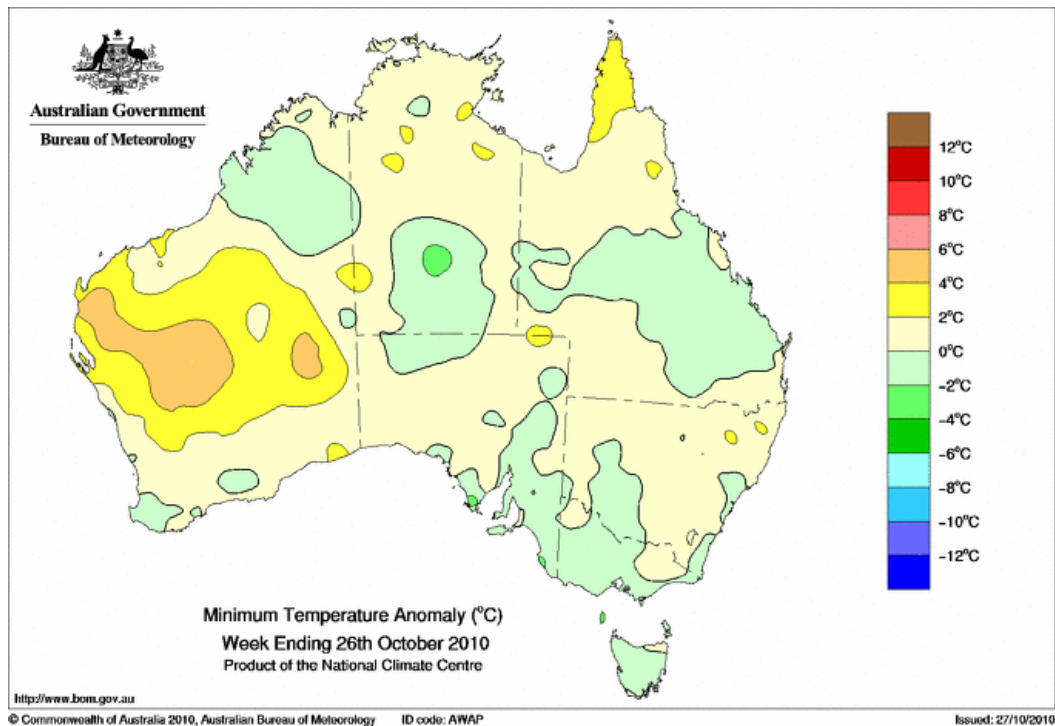 Australian Government
Bureau of Meteorology
12°C
10°C
8°C
6°C
4°C
2°C
0°C
-2°C
-4°C
-6°C
-8°C
-10°C
-12°C
Minimum Temperature Anomaly (°C)
Week Ending 26th October 2010
Product of the National Climate Centre
http://www.bom.gov.au
© Commonwealth of Australia 2010, Australian Bureau of Meteorology ID code: AWAP Issued: 27/10/2010